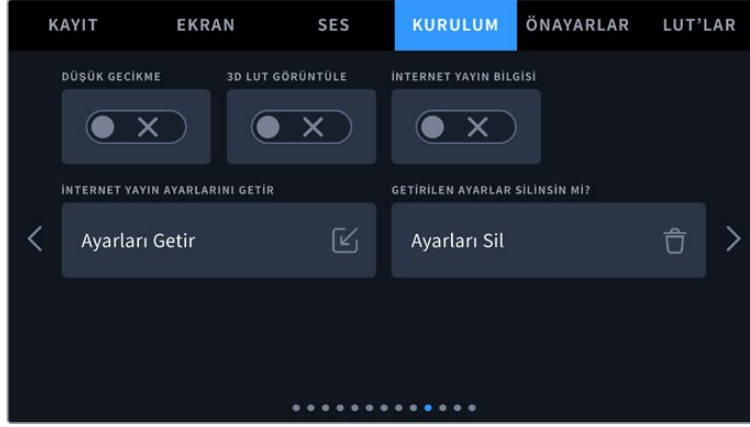 KAYIT EKRAN SES KURULUM ÖNAYARLAR LUT’LAR
DÜŞÜK GECİKME 3D LUT GÖRÜNTÜLE İNTERNET YAYIN BİLGİSİ
İNTERNET YAYIN AYARLARINI GETİR GETİRİLEN AYARLAR SİLİNSİN Mİ?
Ayarları Getir Ayarları Sil